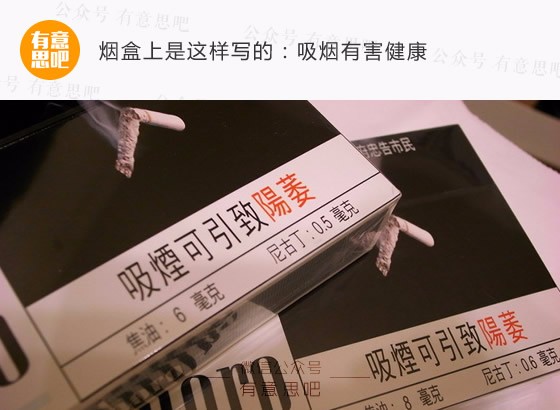 有意
思吧
烟盒上是这样写的：吸烟有害健康
公众号 有意思吧
公众号 有意思吧
公众号 有意思吧
府忠告市民
吸煙可引致陽萎
焦油： 6 毫克
尼古丁：0.5 毫克
吸煙可引致陽萎
焦油： 8 毫克
尼古丁：0.6 毫克
微信公众号
有意思吧